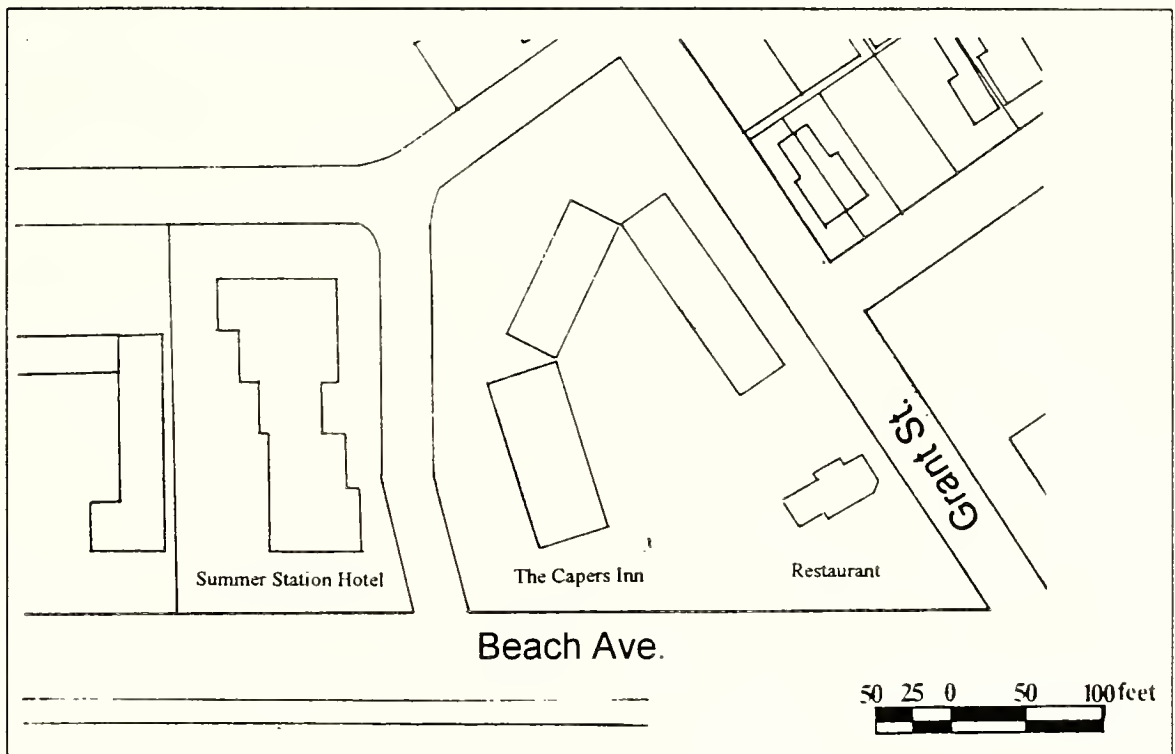 Grant St.
Summer Station Hotel
The Capers Inn
Restaurant
Beach Ave.
50 25 0 50 100 feet